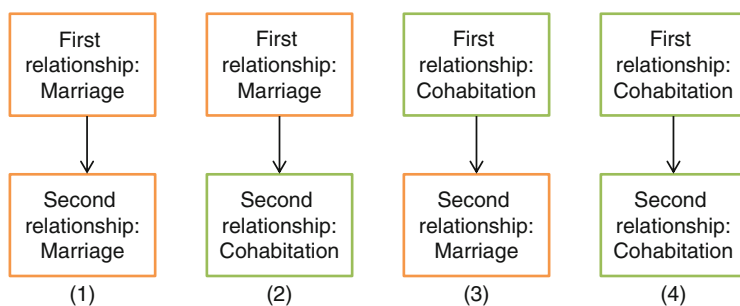 First
relationship:
Marriage
First
relationship:
Marriage
First
relationship:
Cohabitation
First
relationship:
Cohabitation
Second
relationship:
Marriage
Second
relationship:
Cohabitation
Second
relationship:
Marriage
Second
relationship:
Cohabitation
(1)
(2)
(3)
(4)